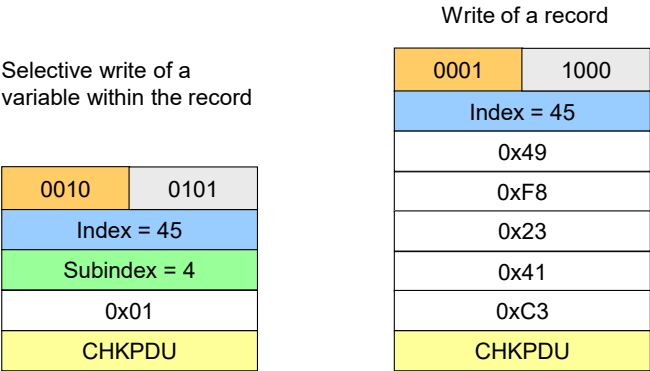 Selective write of a
variable within the record
0010 0101
Index = 45
Subindex = 4
0x01
CHKPDU
Write of a record
0001 1000
Index = 45
0x49
0xF8
0x23
0x41
0xC3
CHKPDU